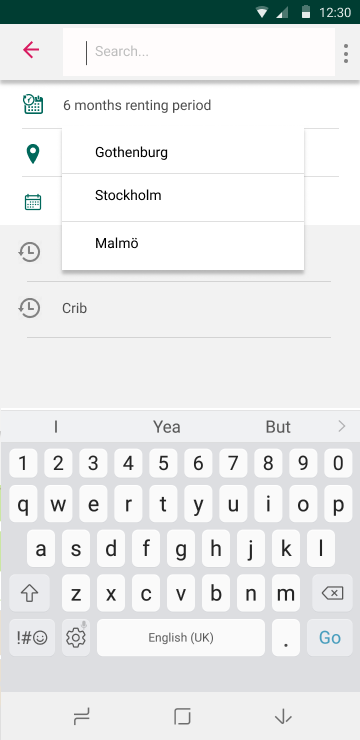 12:30
Search...
6 months renting period
Gothenburg
Stockholm
Malmö
Crib
I Yea But
1 2 3 4 5 6 7 8 9 0
q w e r t y u i o p
a s d f g h j k l
z x c v b n m
!#☺ English (UK) . Go